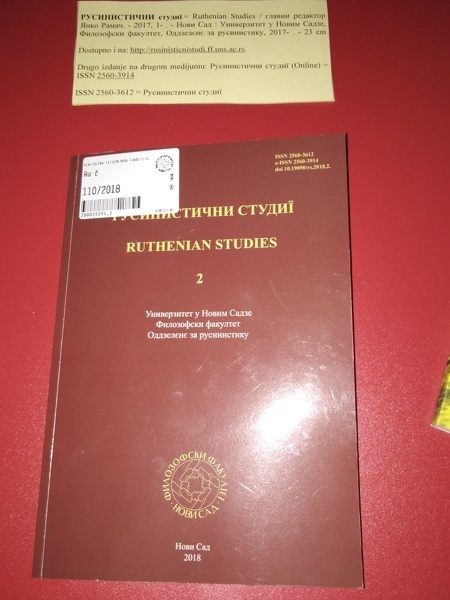 РУСИНИСТИЧНИ студиї = Ruthenian Studies / главни редактор
Янко Рамач. - 2017, 1- . - Нови Сад : Универзитет у Новим Садзе,
Филозофски факултет, Оддзелєнє за русинистику, 2017- . - 23 cm
Dostupno i na: http://rusinisticnistudi.ff.uns.ac.rs.
Drugo izdanje na drugom medijumu: Русинистични студиї (Online) =
ISSN 2560-3914
ISSN 2560-3612 = Русинистични студиї
ISSN 2560-3612
e-ISSN 2560-3914
doi 10.19090/rs.2018.2.
Ru č
110/2018
РУСИНИСТИЧНИ СТУДИЇ
RUTHENIAN STUDIES
2
Универзитет у Новим Садзе
Филозофски факултет
Оддзелєнє за русинистику
ФИЛОЗОФСКИ ФАКУЛТЕТ
НОВИ САД
Нови Сад
2018